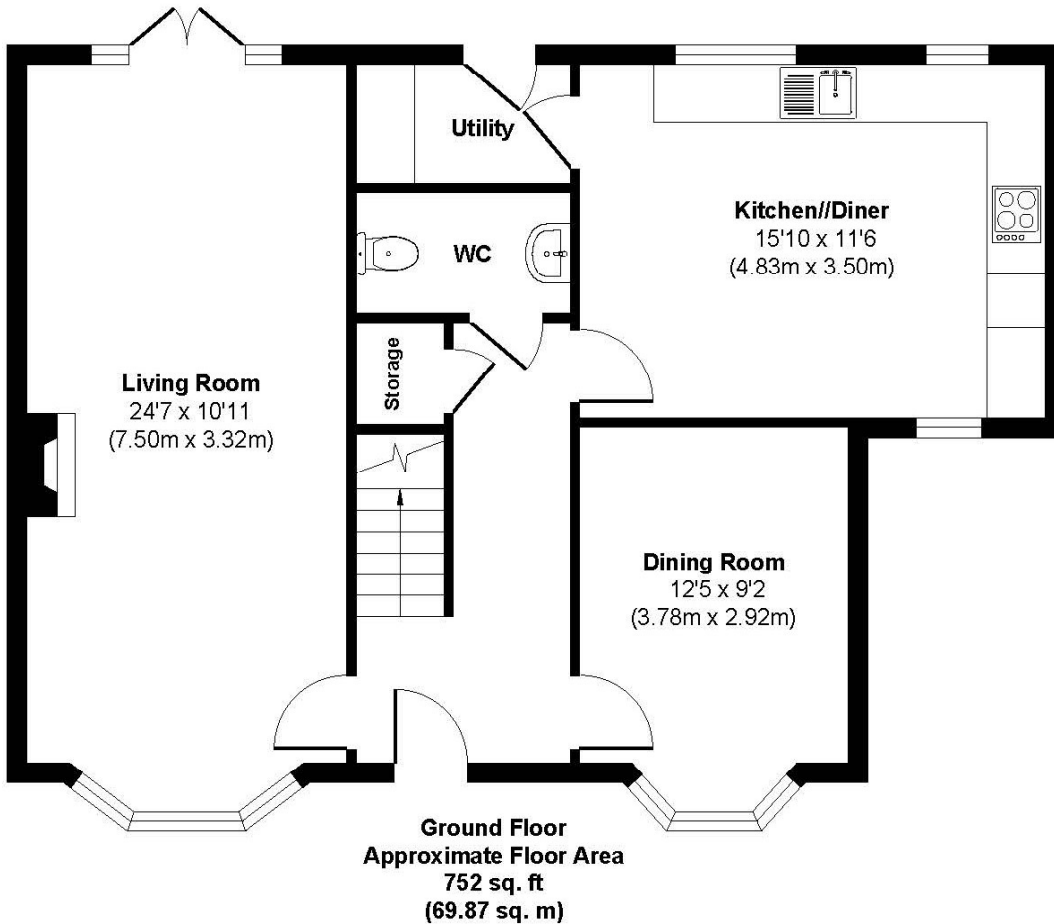 Utility
Kitchen//Diner
15'10 x 11'6
(4.83m x 3.50m)
WC
Storage
Living Room
24'7 x 10'11
(7.50m x 3.32m)
Dining Room
12'5 x 9'2
(3.78m x 2.92m)
Ground Floor
Approximate Floor Area
752 sq. ft
(69.87 sq. m)